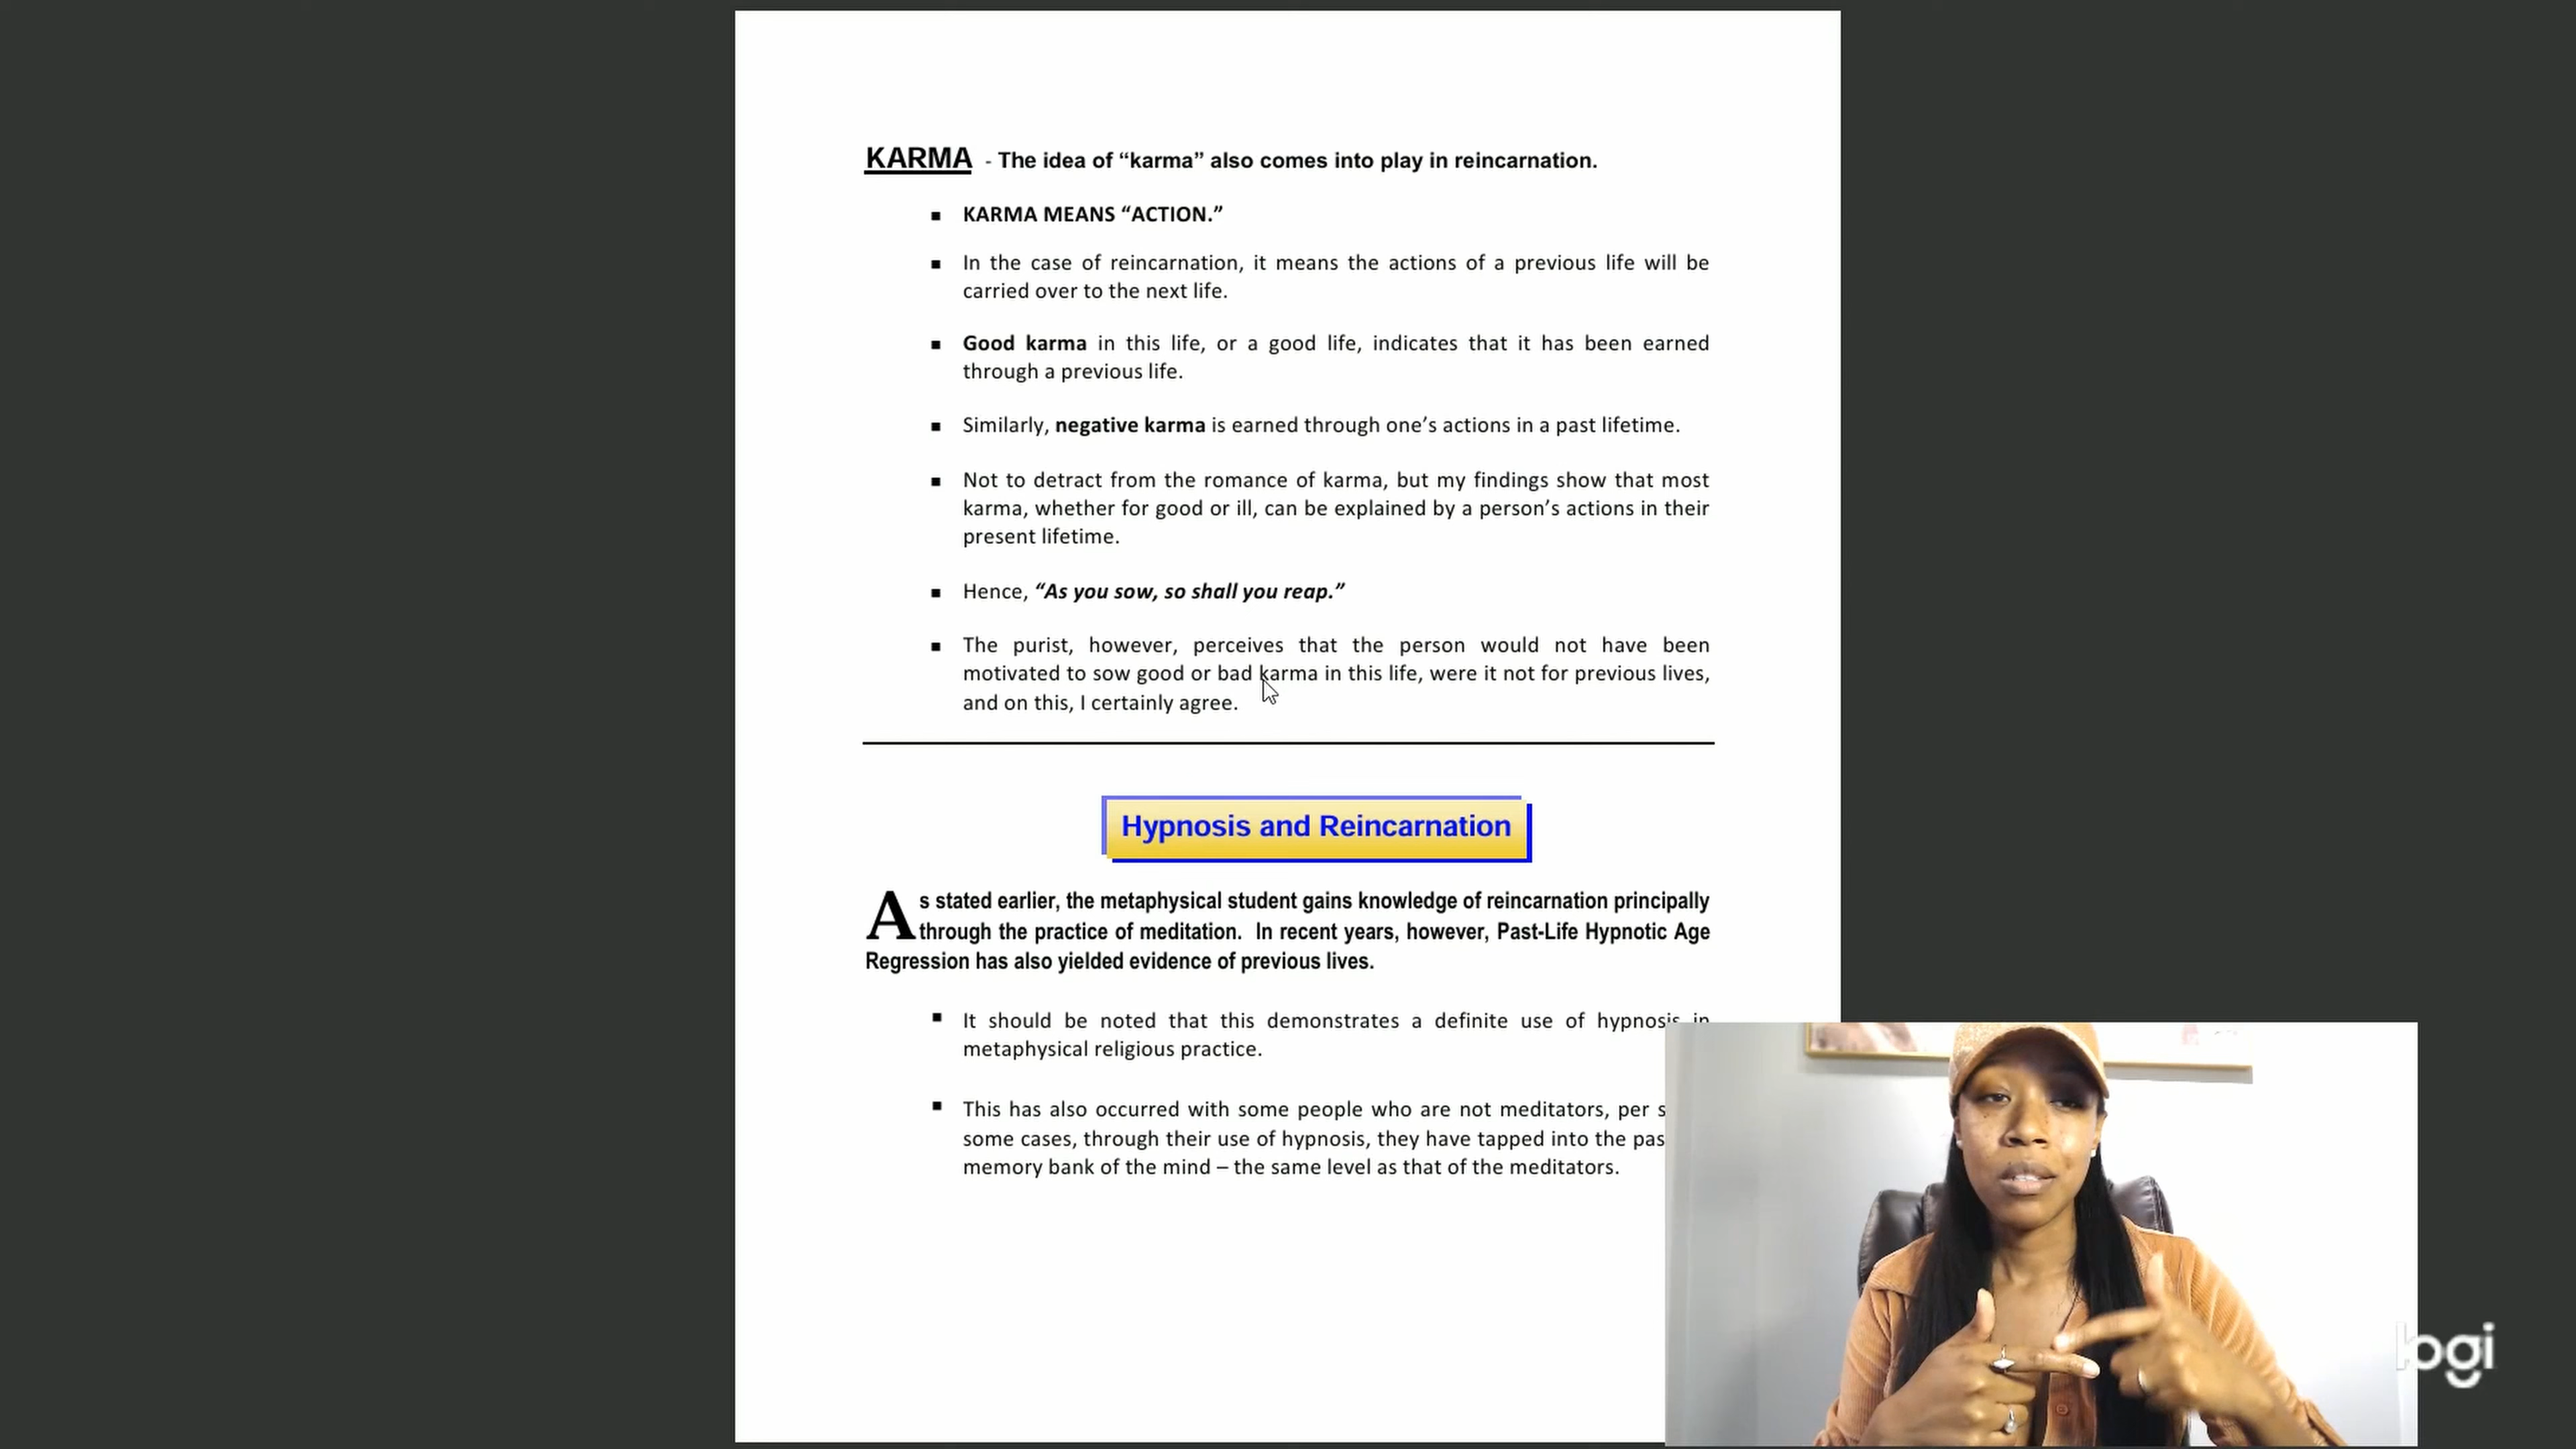 KARMA - The idea of “karma” also comes into play in reincarnation.
▪ KARMA MEANS “ACTION.”
▪ In the case of reincarnation, it means the actions of a previous life will be
carried over to the next life.
▪ Good karma in this life, or a good life, indicates that it has been earned
through a previous life.
▪ Similarly, negative karma is earned through one’s actions in a past lifetime.
▪ Not to detract from the romance of karma, but my findings show that most
karma, whether for good or ill, can be explained by a person’s actions in their
present lifetime.
▪ Hence, “As you sow, so shall you reap.”
▪ The purist, however, perceives that the person would not have been
motivated to sow good or bad karma in this life, were it not for previous lives,
and on this, I certainly agree.
Hypnosis and Reincarnation
As stated earlier, the metaphysical student gains knowledge of reincarnation principally
through the practice of meditation. In recent years, however, Past-Life Hypnotic Age
Regression has also yielded evidence of previous lives.
▪ It should be noted that this demonstrates a definite use of hypnosis in
metaphysical religious practice.
▪ This has also occurred with some people who are not meditators, per
some cases, through their use of hypnosis, they have tapped into the
memory bank of the mind – the same level as that of the meditators.
logi